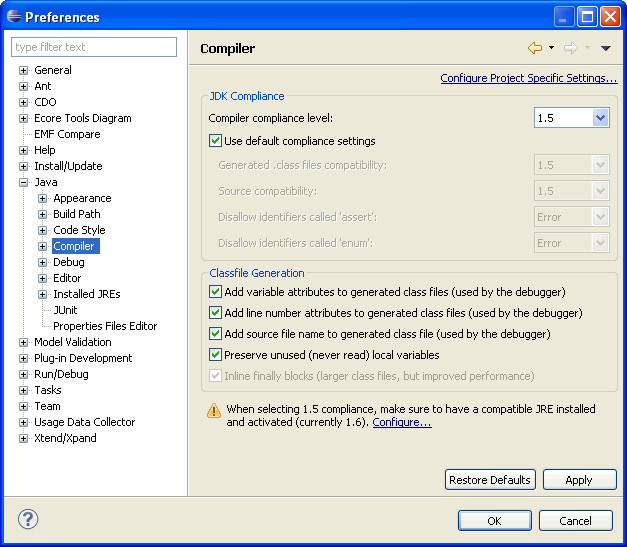 Preferences
type filter text
General
Ant
CDO
Ecore Tools Diagram
EMF Compare
Help
Install/Update
Java
Appearance
Build Path
Code Style
Compiler
Debug
Editor
Installed JREs
JUnit
Properties Files Editor
Model Validation
Plug-in Development
Run/Debug
Tasks
Team
Usage Data Collector
Xtend/Xpand
Compiler
Configure Project Specific Settings...
JDK Compliance
Compiler compliance level: 1.5
Use default compliance settings
Generated .class files compatibility: 1.5
Source compatibility: 1.5
Disallow identifiers called 'assert': Error
Disallow identifiers called 'enum': Error
Classfile Generation
Add variable attributes to generated class files (used by the debugger)
Add line number attributes to generated class files (used by the debugger)
Add source file name to generated class file (used by the debugger)
Preserve unused (never read) local variables
Inline finally blocks (larger class files, but improved performance)
When selecting 1.5 compliance, make sure to have a compatible JRE installed
and activated (currently 1.6). Configure...
Restore Defaults Apply
OK Cancel